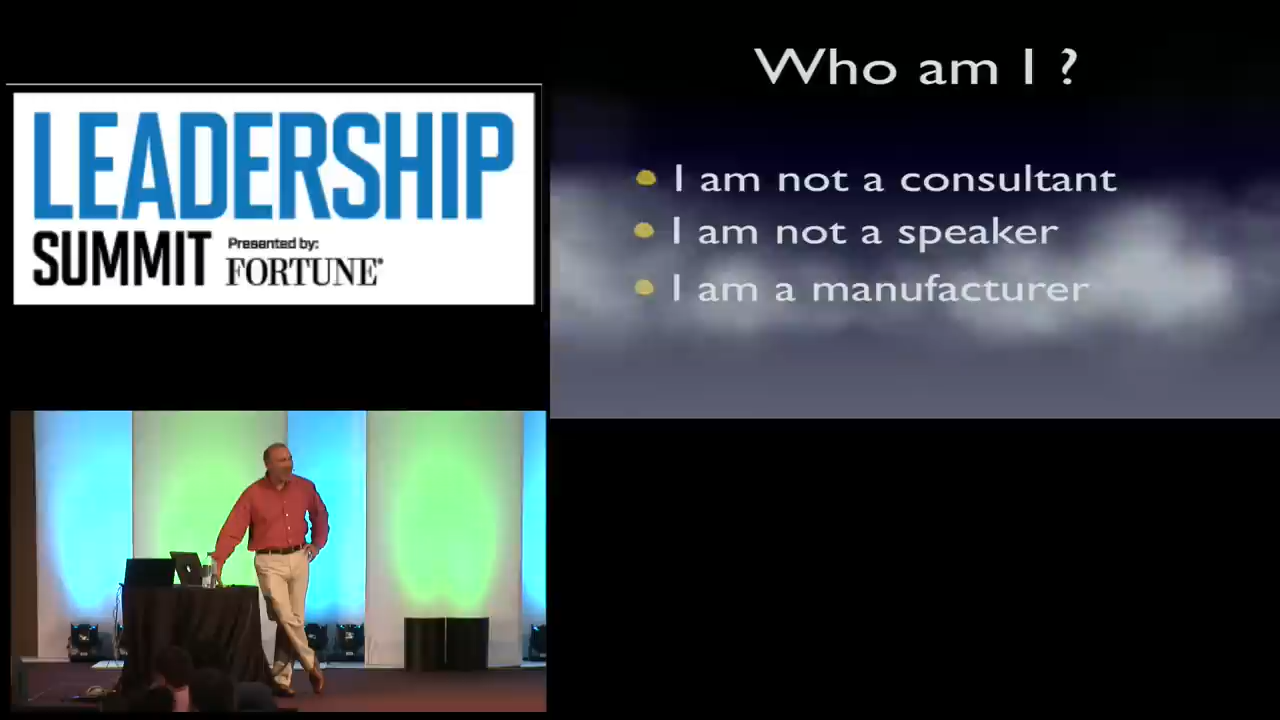 LEADERSHIP
SUMMIT Presented by:
FORTUNE
Who am I ?
I am not a consultant
I am not a speaker
I am a manufacturer